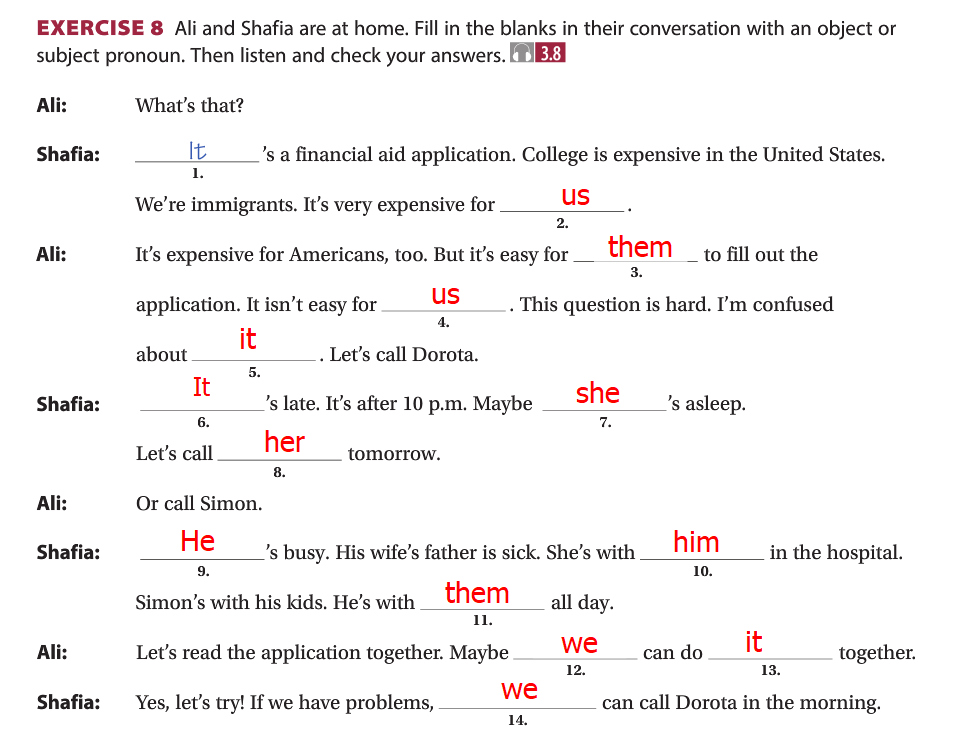 EXERCISE 8 Ali and Shafia are at home. Fill in the blanks in their conversation with an object or
subject pronoun. Then listen and check your answers. 3.8
Ali: What's that?
Shafia: It 's a financial aid application. College is expensive in the United States.
1.
We're immigrants. It's very expensive for us .
2.
Ali: It's expensive for Americans, too. But it's easy for them to fill out the
3.
application. It isn't easy for us . This question is hard. I'm confused
4.
about it . Let's call Dorota.
5.
Shafia: It 's late. It's after 10 p.m. Maybe she 's asleep.
6. 7.
Let's call her tomorrow.
8.
Ali: Or call Simon.
Shafia: He 's busy. His wife's father is sick. She's with him in the hospital.
9. 10.
Simon's with his kids. He's with them all day.
11.
Ali: Let's read the application together. Maybe we can do it together.
12. 13.
Shafia: Yes, let's try! If we have problems, we can call Dorota in the morning.
14.